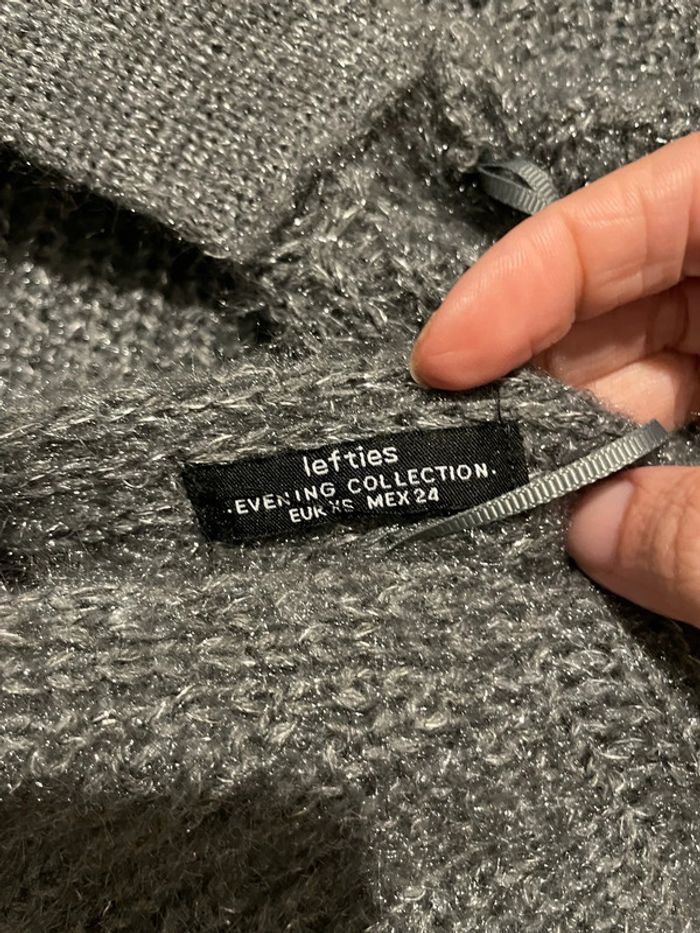 lefties
.EVENING COLLECTION.
EUR XS MEX 24